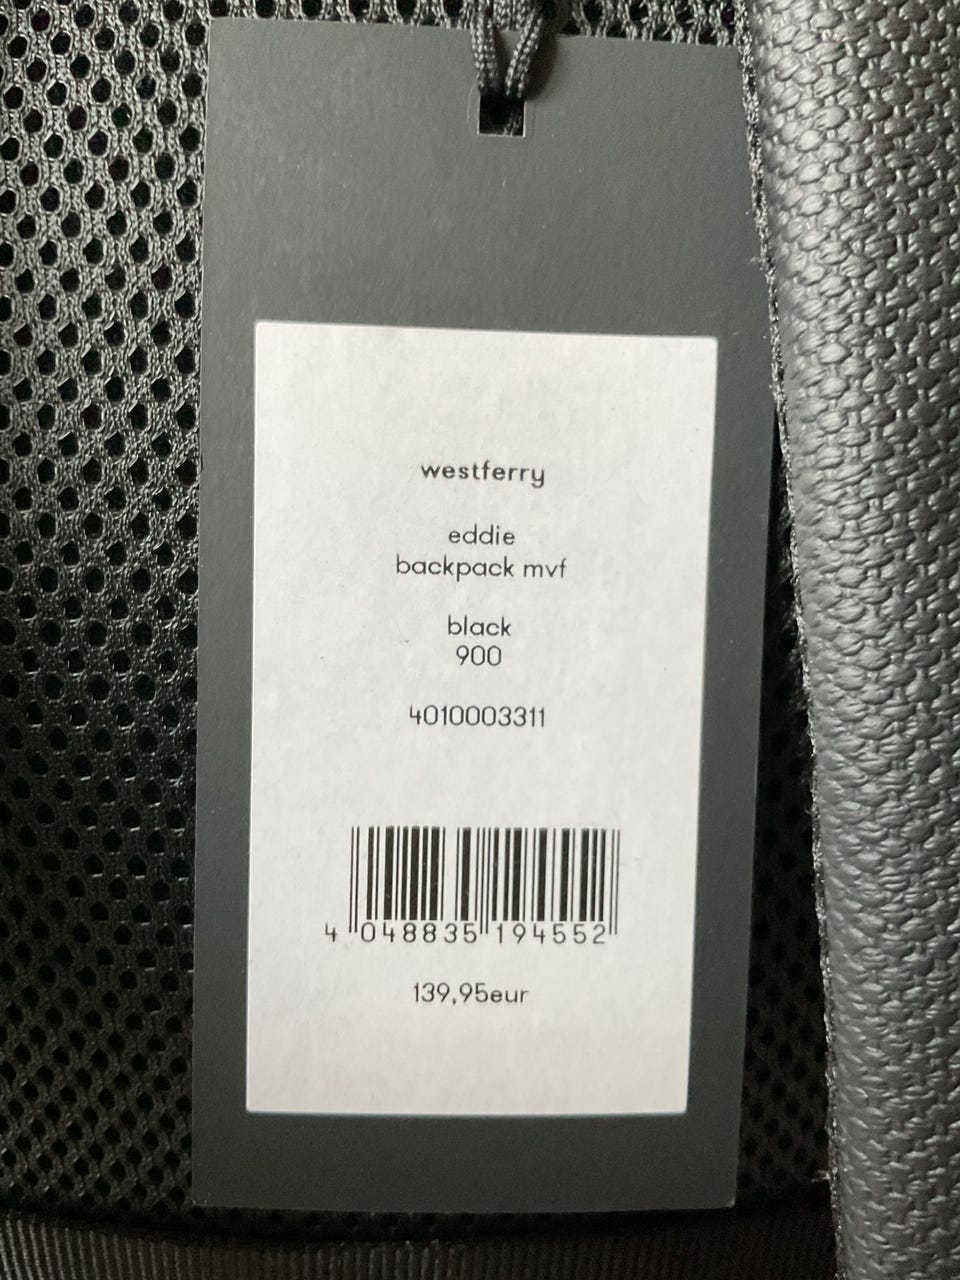 westferry
eddie
backpack mvf
black
900
4010003311
4 048835 194552
139,95eur